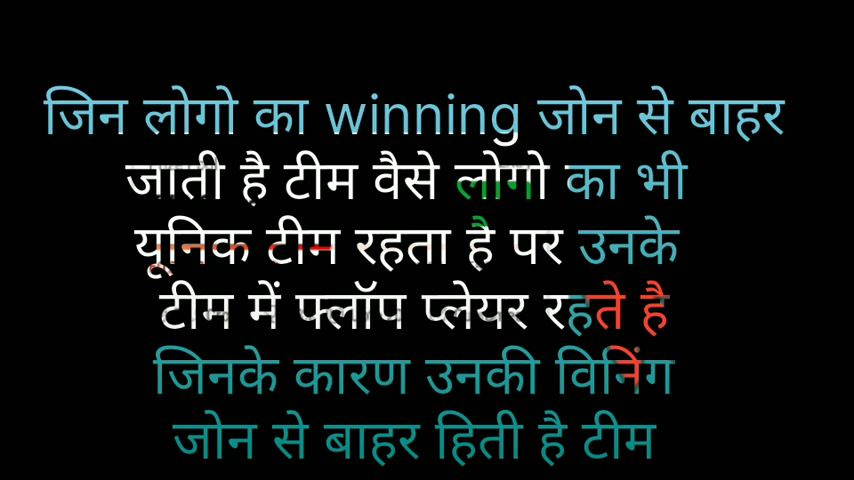 जिन लोगो का winning जोन से बाहर
जाती है टीम वैसे लोगो का भी
यूनिक टीम रहता है पर उनके
टीम में फ्लॉप प्लेयर रहते है
जिनके कारण उनकी विनिंग
जोन से बाहर हिती है टीम